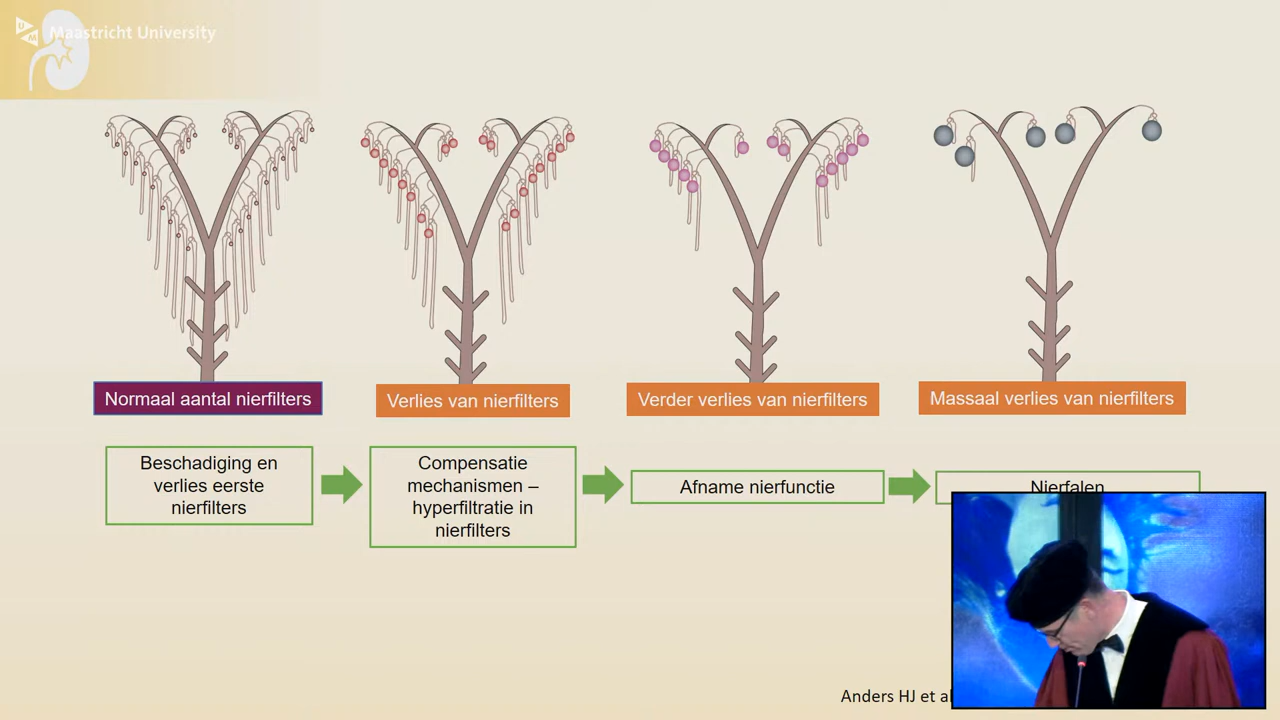 Maastricht University
Normaal aantal nierfilters
Verlies van nierfilters
Verder verlies van nierfilters
Massaal verlies van nierfilters
Beschadiging en
verlies eerste
nierfilters
Compensatie
mechanismen –
hyperfiltratie in
nierfilters
Afname nierfunctie
Nierfalen
Anders HJ et al